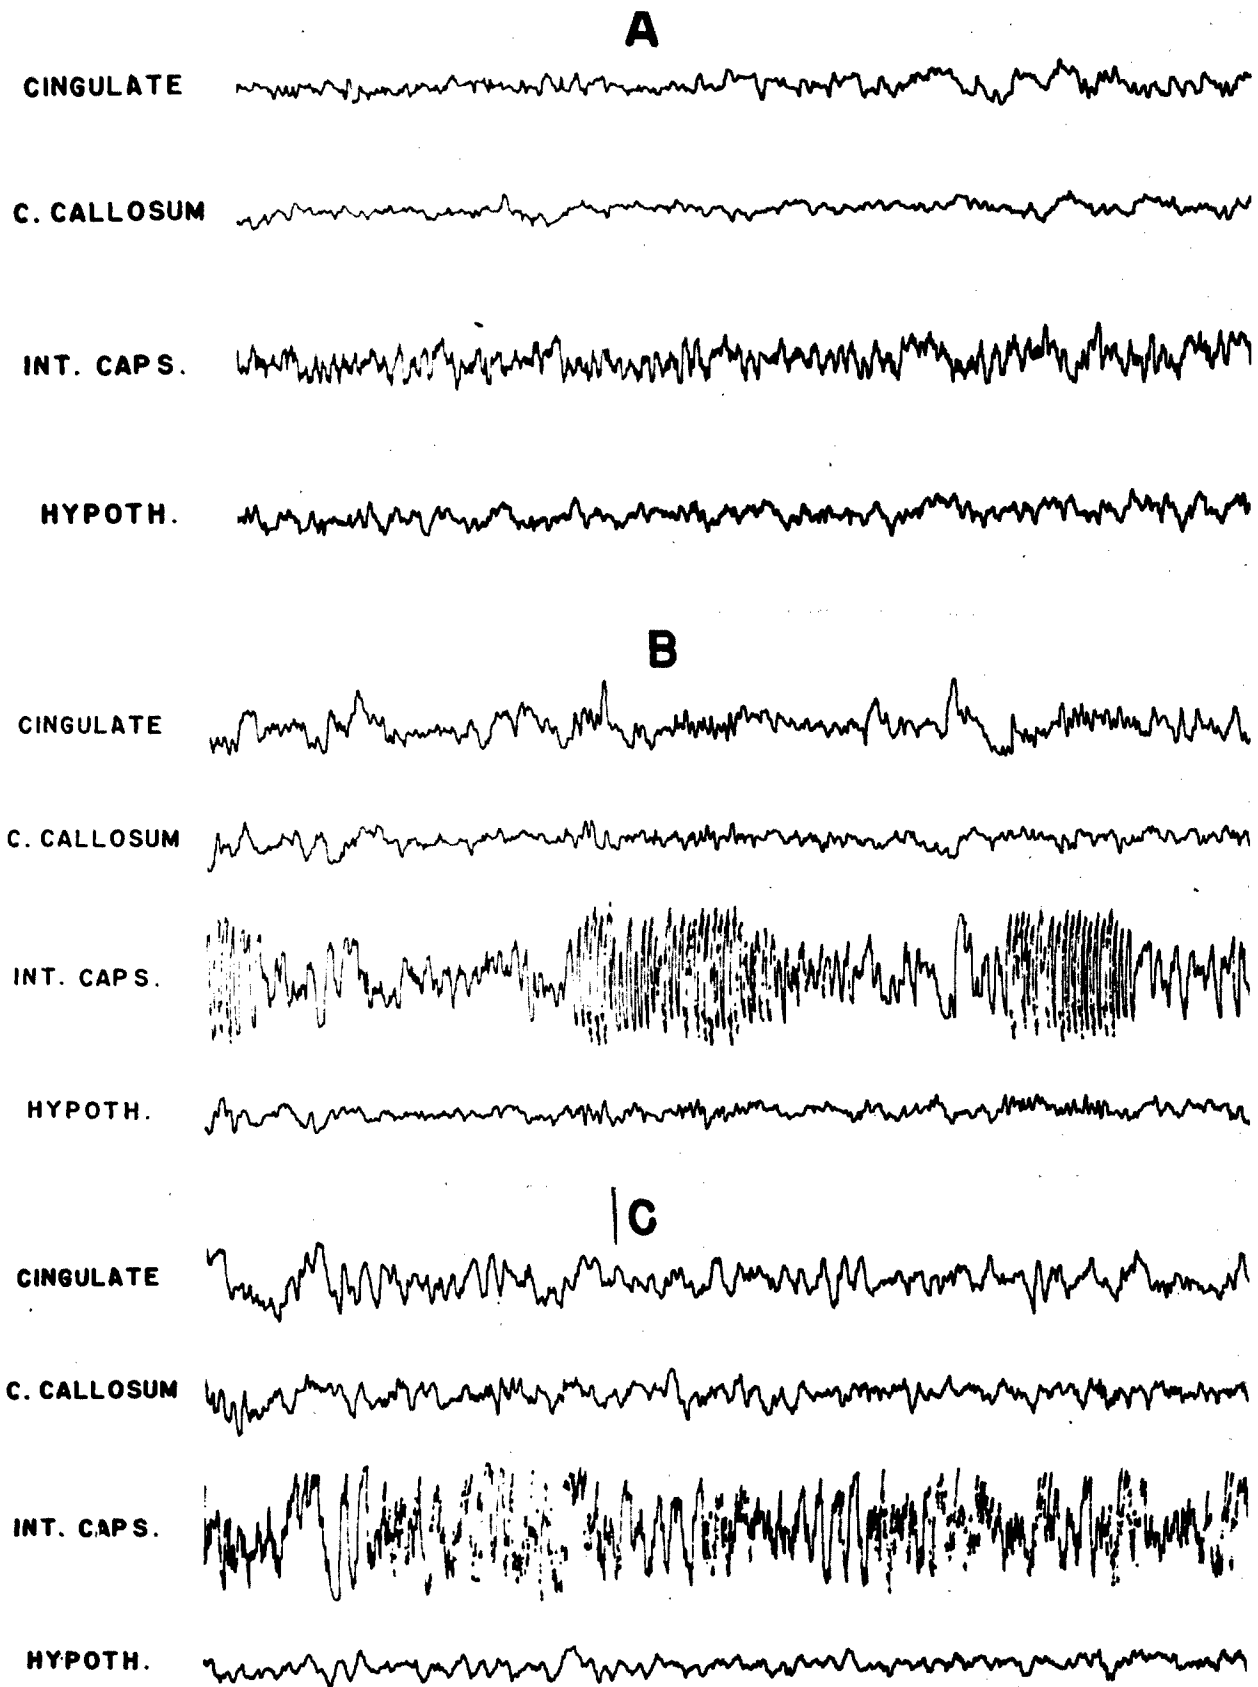 A
CINGULATE
C. CALLOSUM
INT. CAPS.
HYPOTH.
B
CINGULATE
C. CALLOSUM
INT. CAPS.
HYPOTH.
C
CINGULATE
C. CALLOSUM
INT. CAPS.
HYPOTH.